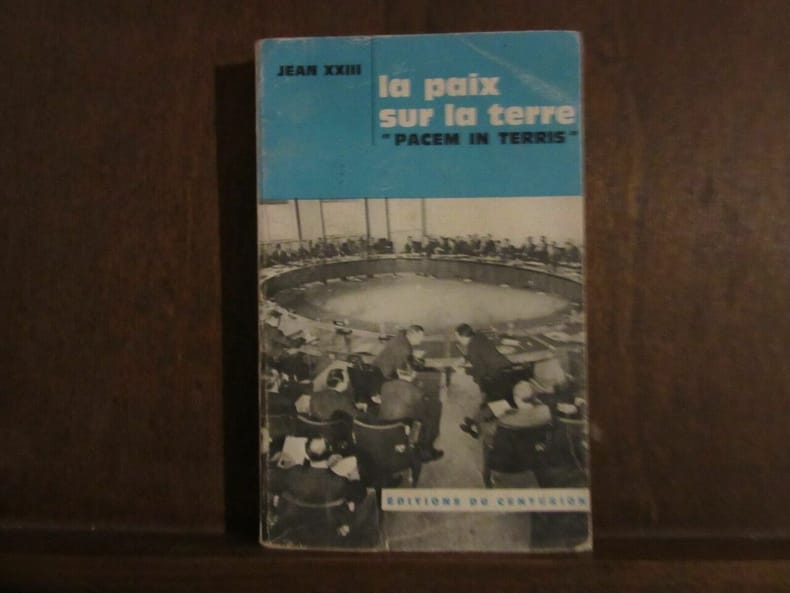 JEAN XXIII
la paix
sur la terre
"PACEM IN TERRIS"
EDITIONS DU CENTURION